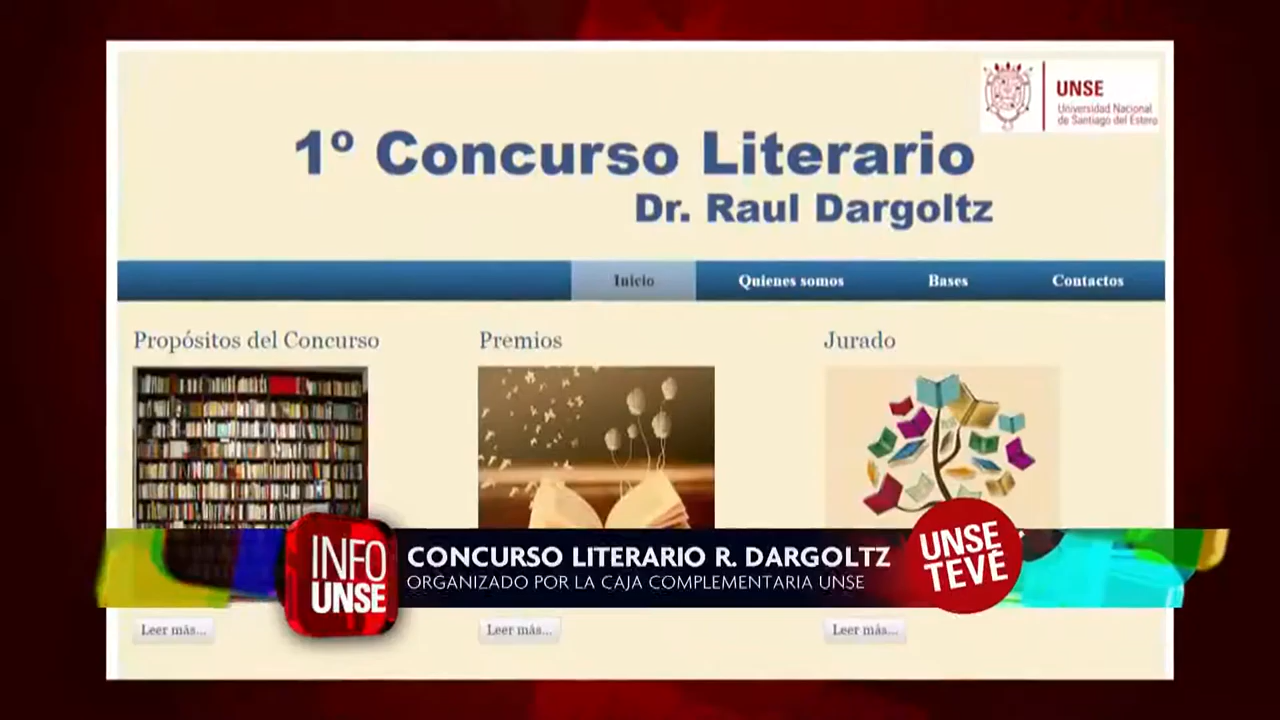 UNSE
Universidad Nacional
de Santiago del Estero
1º Concurso Literario
Dr. Raul Dargoltz
Inicio
Quienes somos
Bases
Contactos
Propósitos del Concurso
Premios
Jurado
INFO
UNSE
CONCURSO LITERARIO R. DARGOLTZ
ORGANIZADO POR LA CAJA COMPLEMENTARIA UNSE
UNSE
TEVÉ
Leer más...
Leer más...
Leer más...